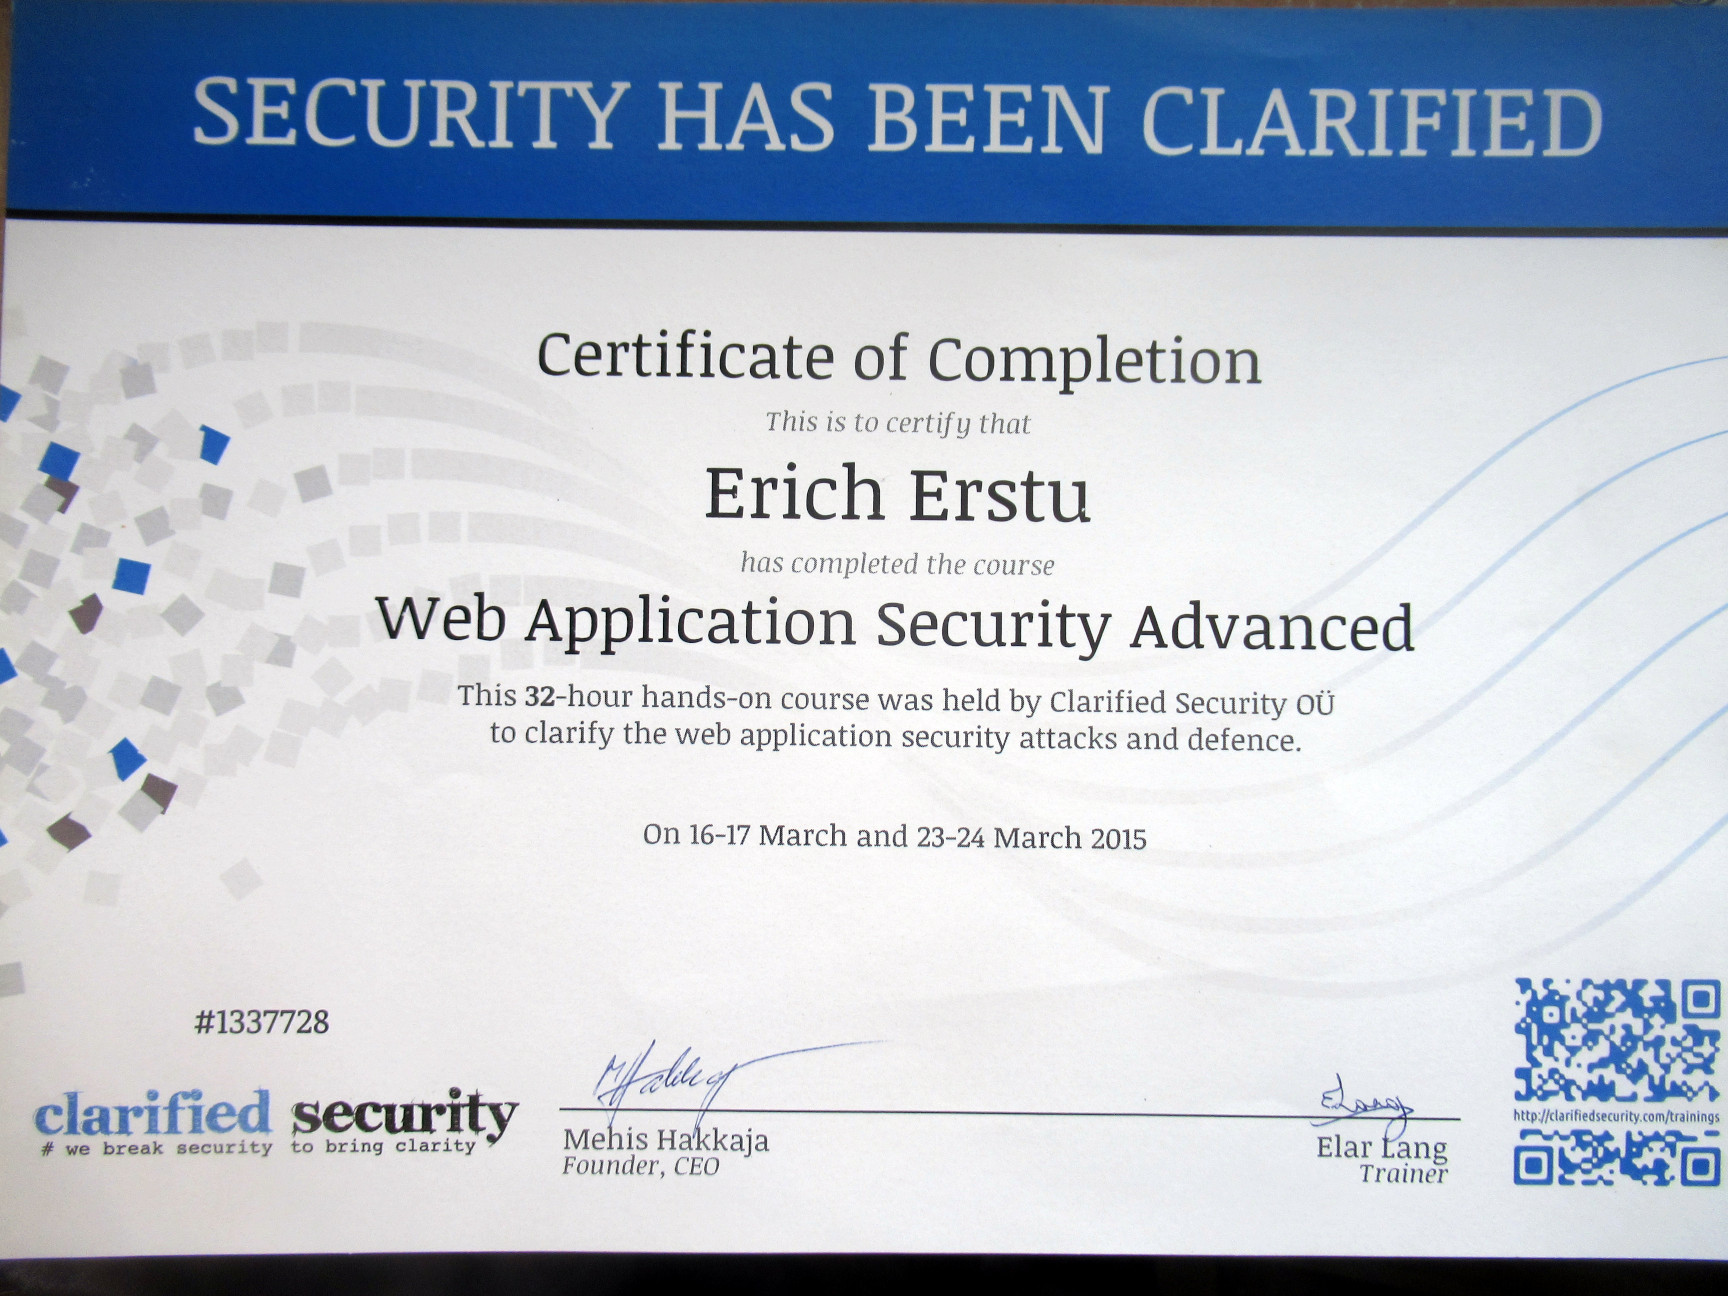 SECURITY HAS BEEN CLARIFIED
Certificate of Completion
This is to certify that
Erich Erstu
has completed the course
Web Application Security Advanced
This 32-hour hands-on course was held by Clarified Security OÜ
to clarify the web application security attacks and defence.
On 16-17 March and 23-24 March 2015
#1337728
clarified security
# we break security to bring clarity
MHakkaja
Mehis Hakkaja
Founder, CEO
ELang
Elar Lang
Trainer
http://clarifiedsecurity.com/trainings